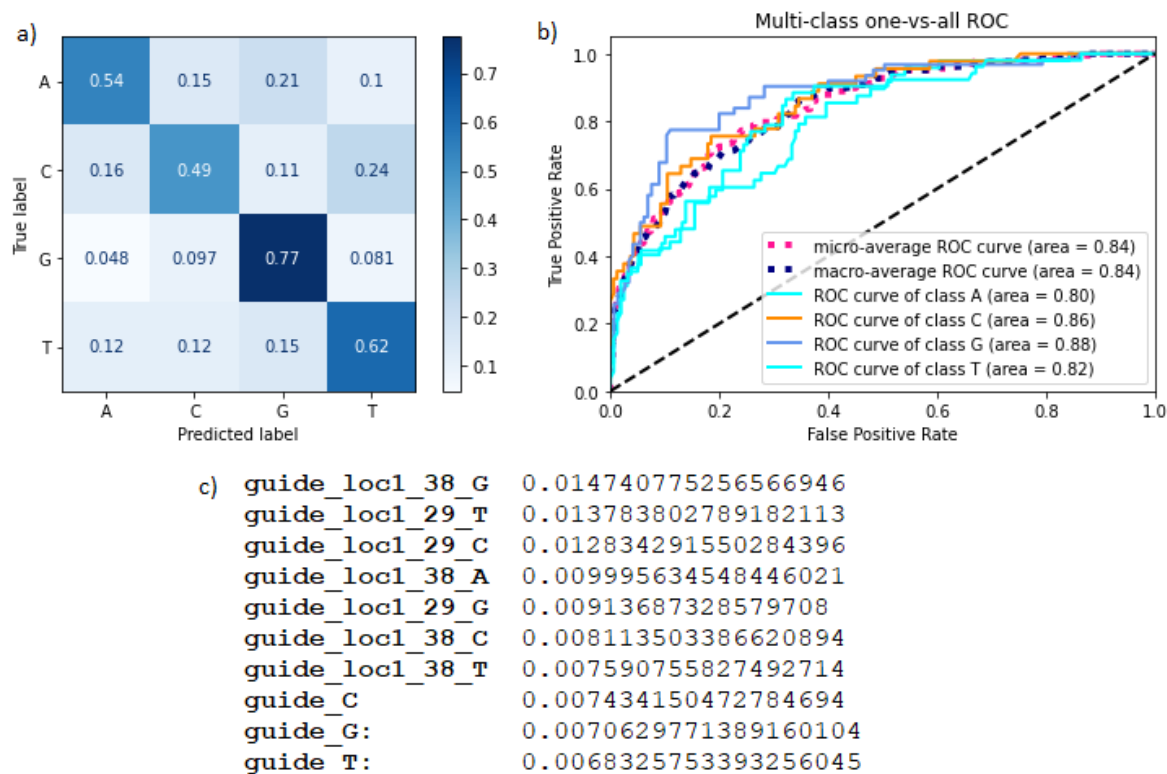 a)
0.54 0.15 0.21 0.1
0.16 0.49 0.11 0.24
0.048 0.097 0.77 0.081
0.12 0.12 0.15 0.62
A
C
G
T
True label
A C G T
Predicted label
0.7
0.6
0.5
0.4
0.3
0.2
0.1
b)
Multi-class one-vs-all ROC
1.0
0.8
0.6
0.4
0.2
0.0
True Positive Rate
micro-average ROC curve (area = 0.84)
macro-average ROC curve (area = 0.84)
ROC curve of class A (area = 0.80)
ROC curve of class C (area = 0.86)
ROC curve of class G (area = 0.88)
ROC curve of class T (area = 0.82)
0.0 0.2 0.4 0.6 0.8 1.0
False Positive Rate
c)
guide_loc1_38_G 0.014740775256566946
guide_loc1_29_T 0.013783802789182113
guide_loc1_29_C 0.012834291550284396
guide_loc1_38_A 0.009995634548446021
guide_loc1_29_G 0.00913687328579708
guide_loc1_38_C 0.008113503386620894
guide_loc1_38_T 0.007590755827492714
guide_C 0.007434150472784694
guide_G: 0.0070629771389160104
guide_T: 0.0068325753393256045